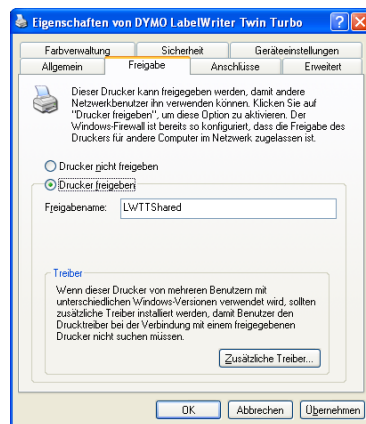 Eigenschaften von DYMO LabelWriter Twin Turbo
Farbverwaltung Sicherheit Geräteeinstellungen
Allgemein Freigabe Anschlüsse Erweitert
Dieser Drucker kann freigegeben werden, damit andere
Netzwerkbenutzer ihn verwenden können. Klicken Sie auf
"Drucker freigeben", um diese Option zu aktivieren. Der
Windows-Firewall ist bereits so konfiguriert, dass die Freigabe des
Druckers für andere Computer im Netzwerk zugelassen ist.
Drucker nicht freigeben
Drucker freigeben
Freigabename: LWTTShared
Treiber
Wenn dieser Drucker von mehreren Benutzern mit
unterschiedlichen Windows-Versionen verwendet wird, sollten
zusätzliche Treiber installiert werden, damit Benutzer den
Drucktreiber bei der Verbindung mit einem freigegebenen
Drucker nicht suchen müssen.
Zusätzliche Treiber...
OK Abbrechen Übernehmen